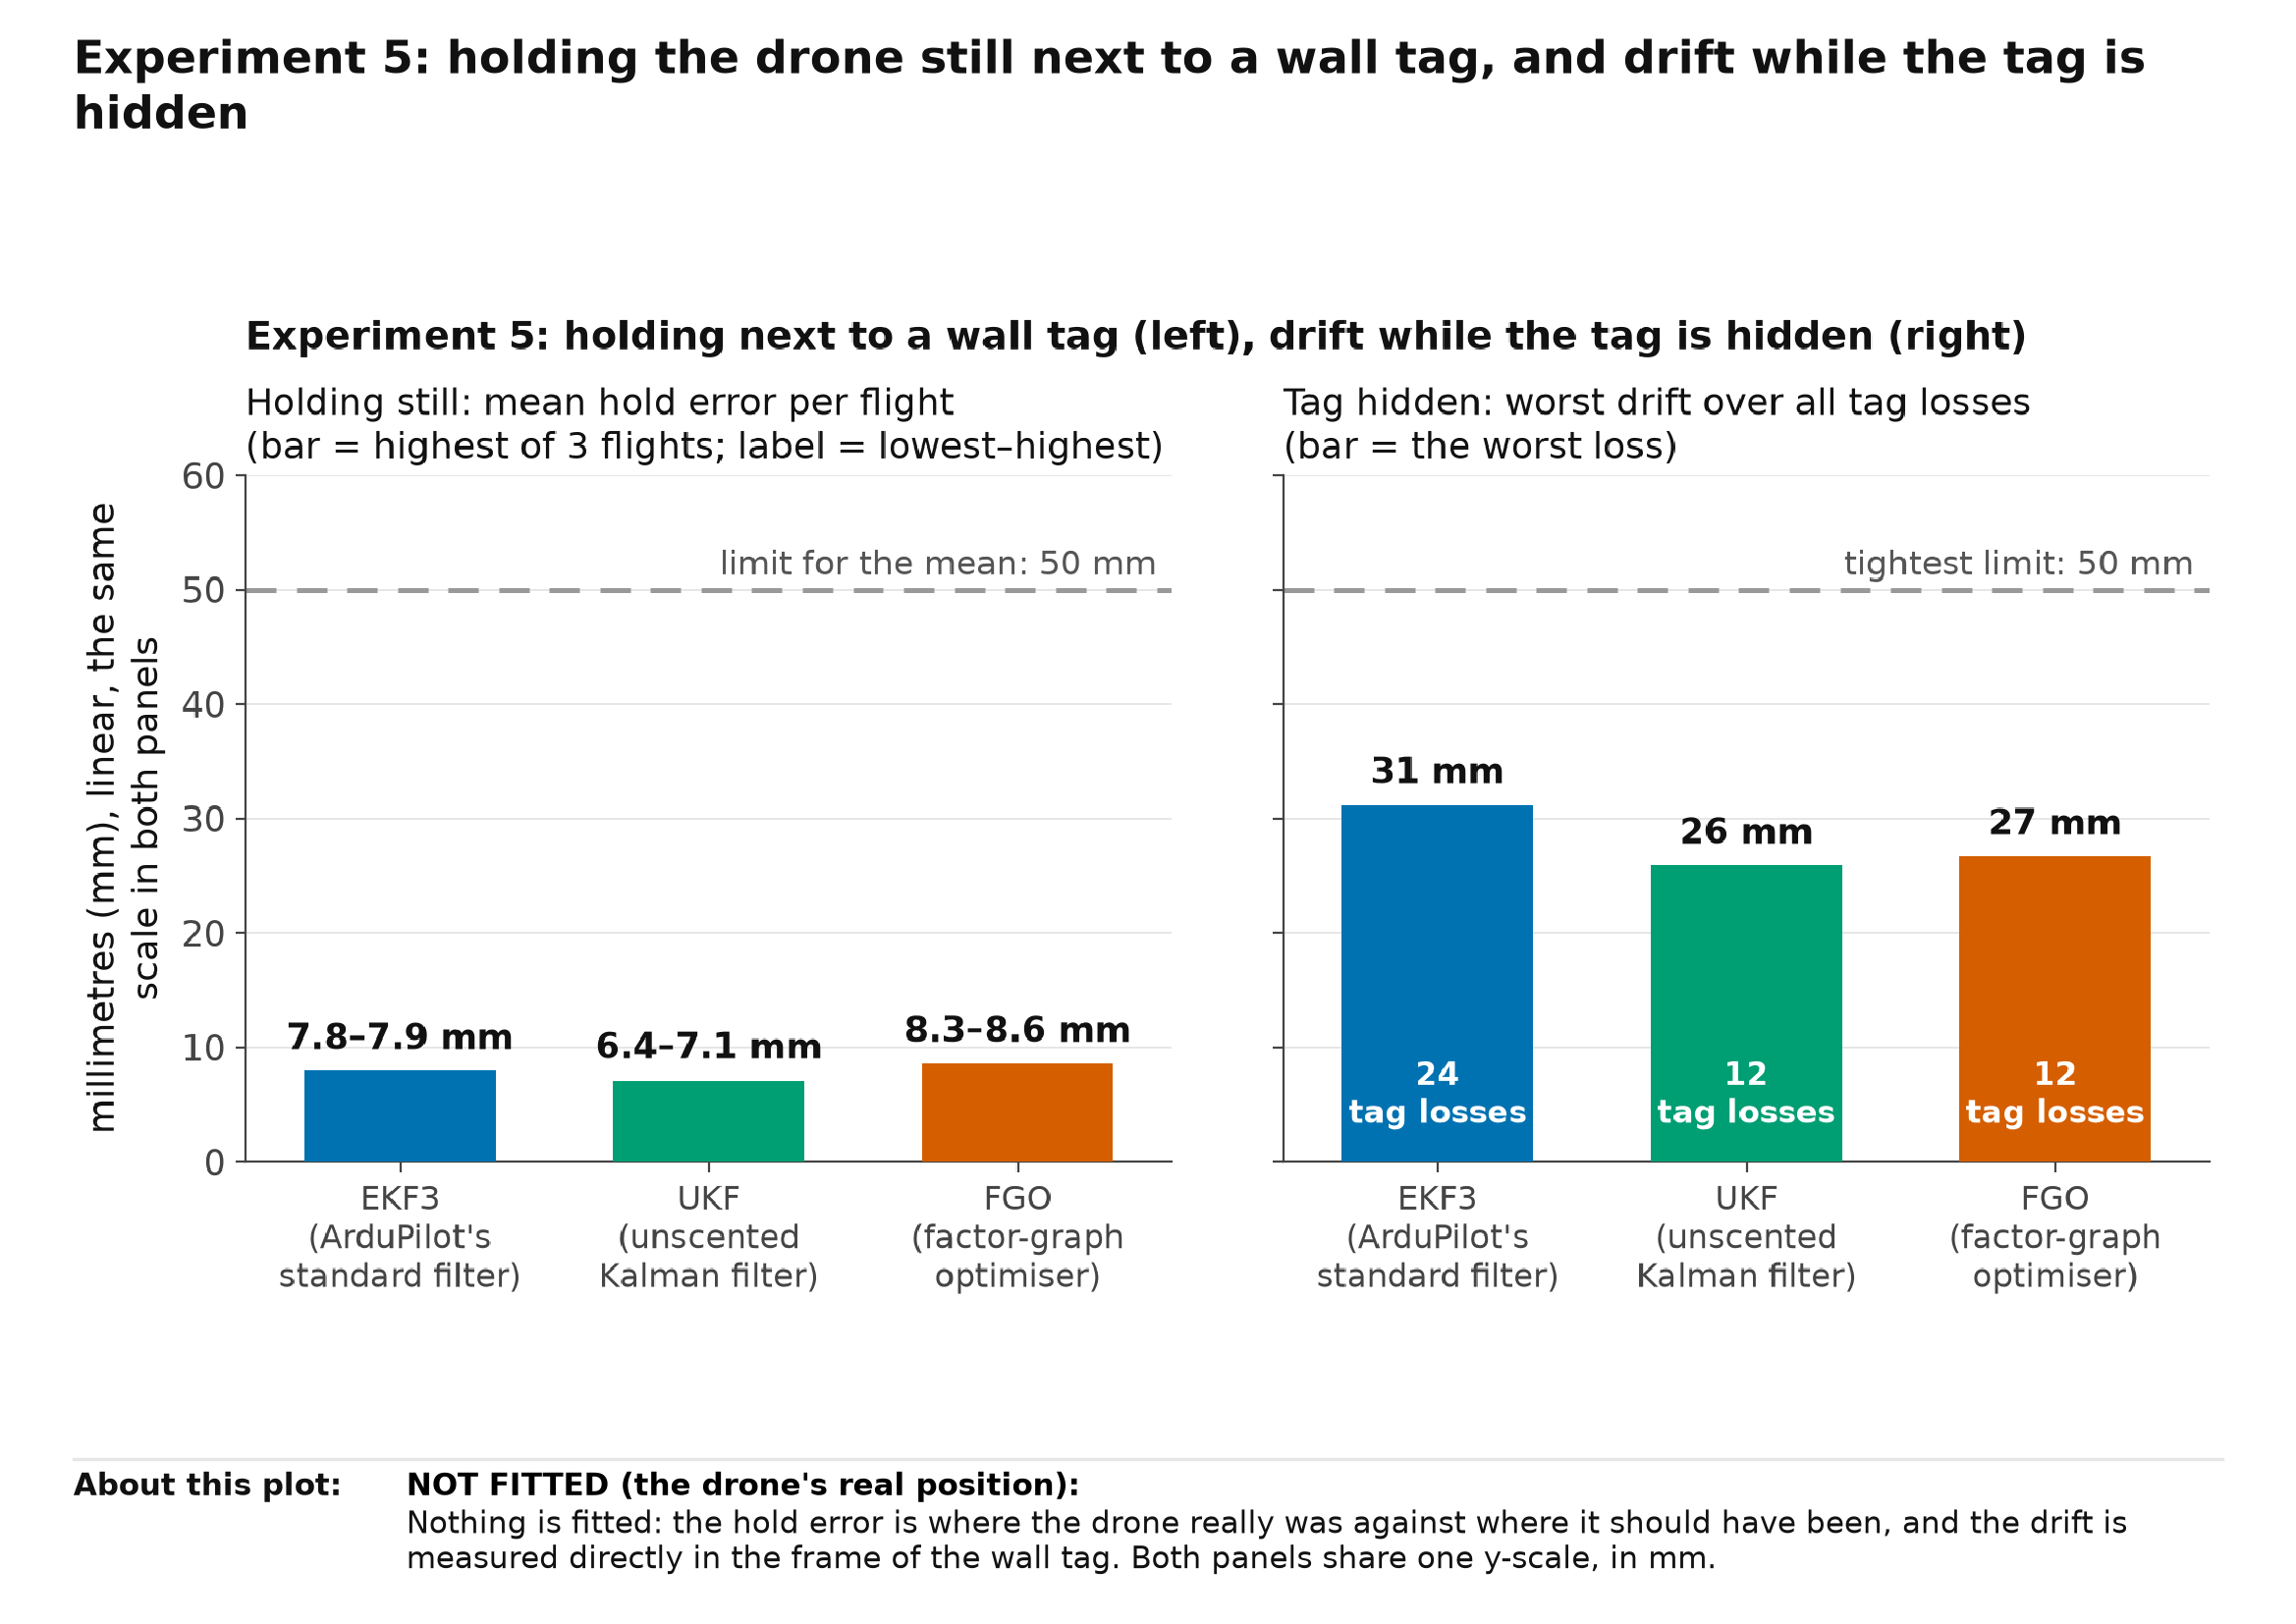 Experiment 5: holding the drone still next to a wall tag, and drift while the tag is
hidden
Experiment 5: holding next to a wall tag (left), drift while the tag is hidden (right)
Holding still: mean hold error per flight
(bar = highest of 3 flights; label = lowest–highest)
Tag hidden: worst drift over all tag losses
(bar = the worst loss)
millimetres (mm), linear, the same
scale in both panels
60
50
40
30
20
10
0
limit for the mean: 50 mm
7.8–7.9 mm
6.4–7.1 mm
8.3–8.6 mm
EKF3
(ArduPilot's
standard filter)
UKF
(unscented
Kalman filter)
FGO
(factor-graph
optimiser)
tightest limit: 50 mm
31 mm
26 mm
27 mm
24
tag losses
12
tag losses
12
tag losses
EKF3
(ArduPilot's
standard filter)
UKF
(unscented
Kalman filter)
FGO
(factor-graph
optimiser)
About this plot:
NOT FITTED (the drone's real position):
Nothing is fitted: the hold error is where the drone really was against where it should have been, and the drift is
measured directly in the frame of the wall tag. Both panels share one y-scale, in mm.